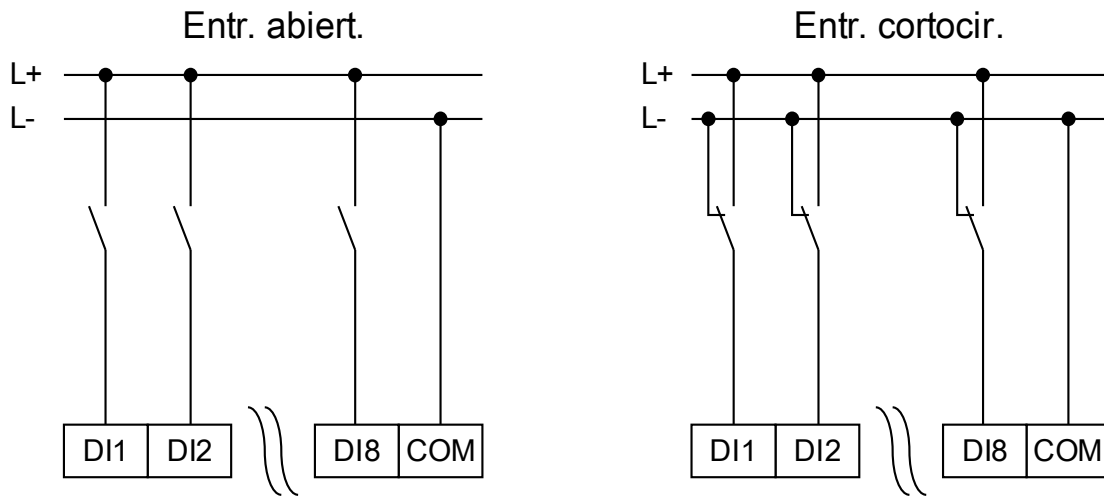 Entr. abiert.
L+
L-
DI1 DI2 DI8 COM
Entr. cortocir.
L+
L-
DI1 DI2 DI8 COM